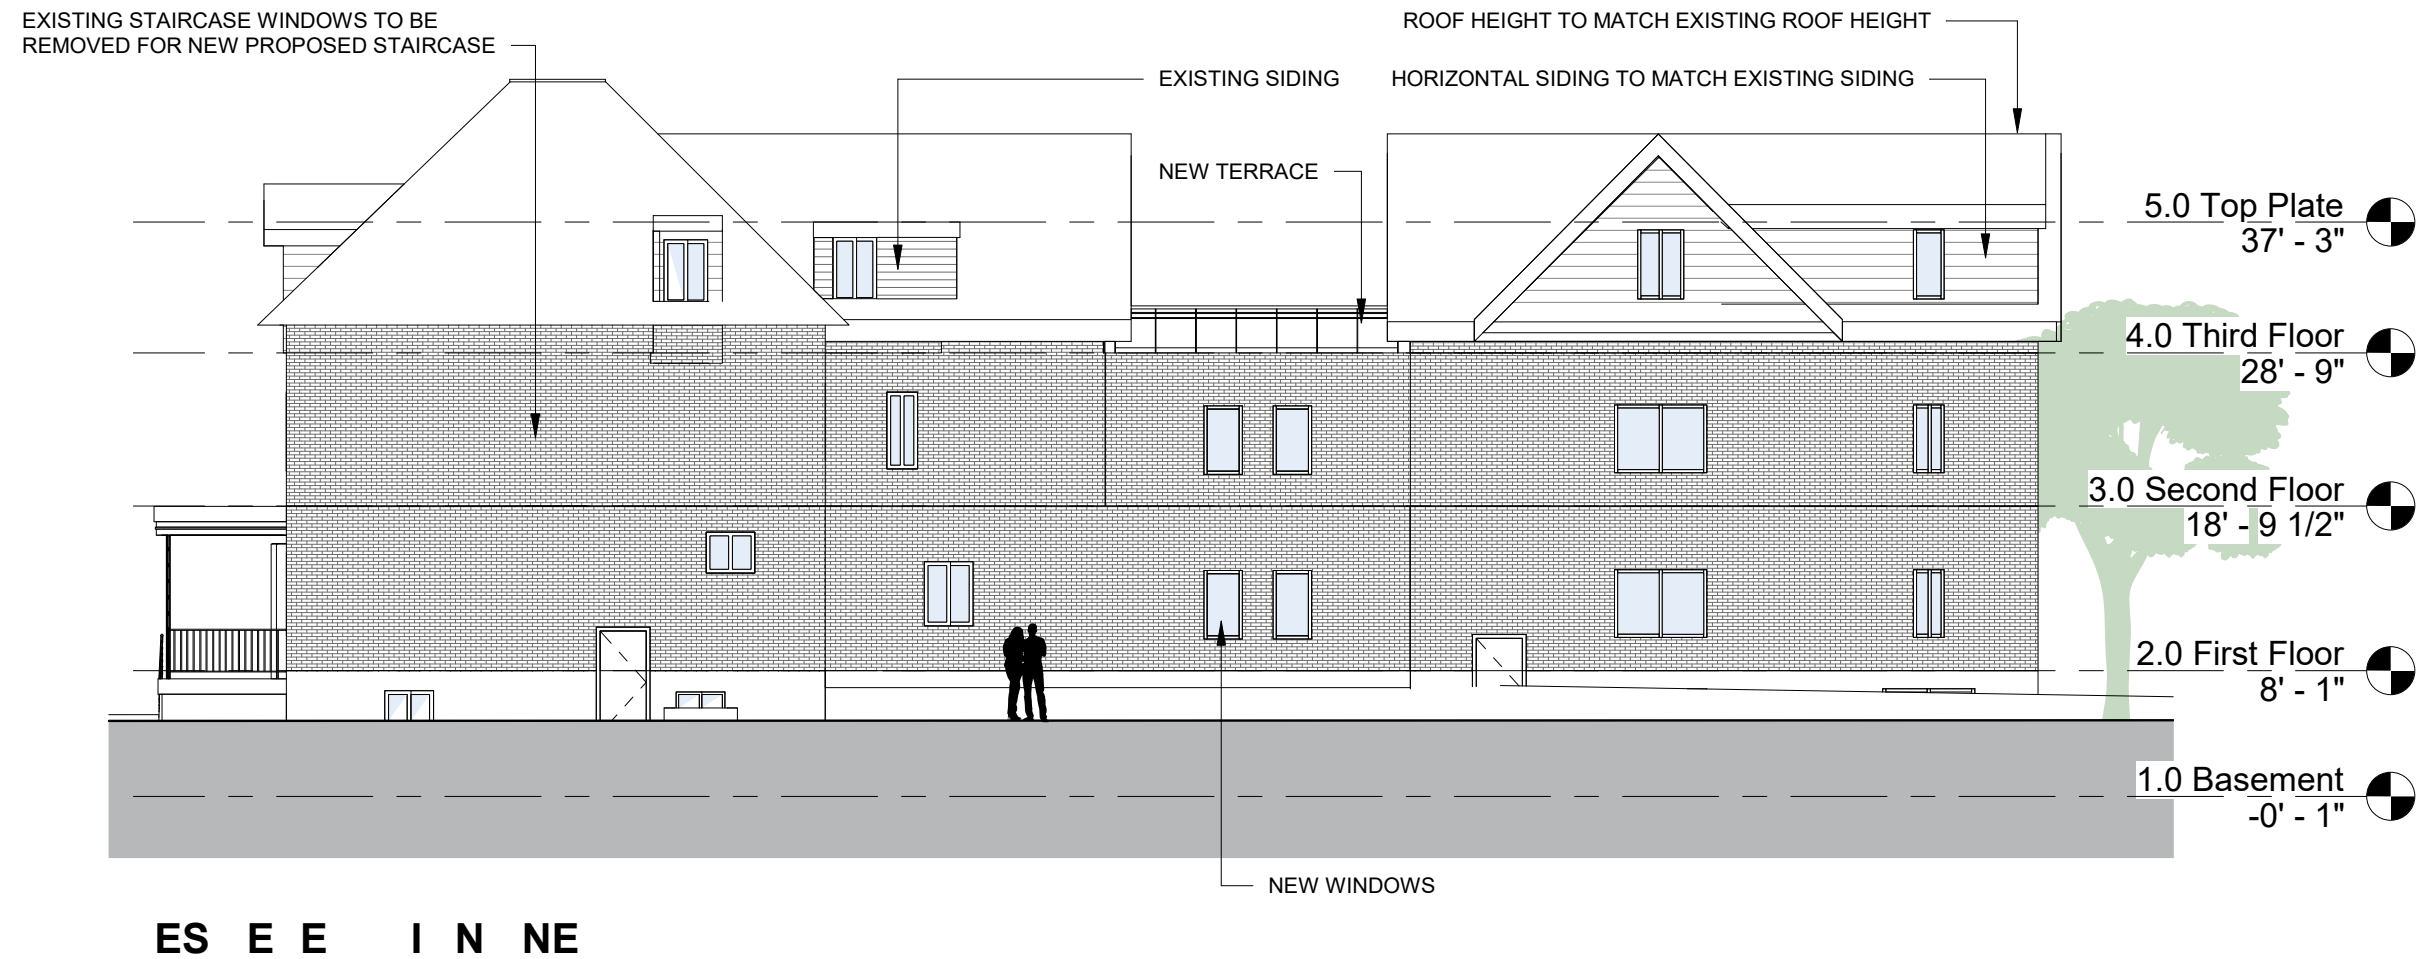 EXISTING STAIRCASE WINDOWS TO BE
REMOVED FOR NEW PROPOSED STAIRCASE
ROOF HEIGHT TO MATCH EXISTING ROOF HEIGHT
EXISTING SIDING
HORIZONTAL SIDING TO MATCH EXISTING SIDING
NEW TERRACE
5.0 Top Plate
37' - 3"
4.0 Third Floor
28' - 9"
3.0 Second Floor
18' - 9 1/2"
2.0 First Floor
8' - 1"
1.0 Basement
-0' - 1"
NEW WINDOWS
ES E E I N NE